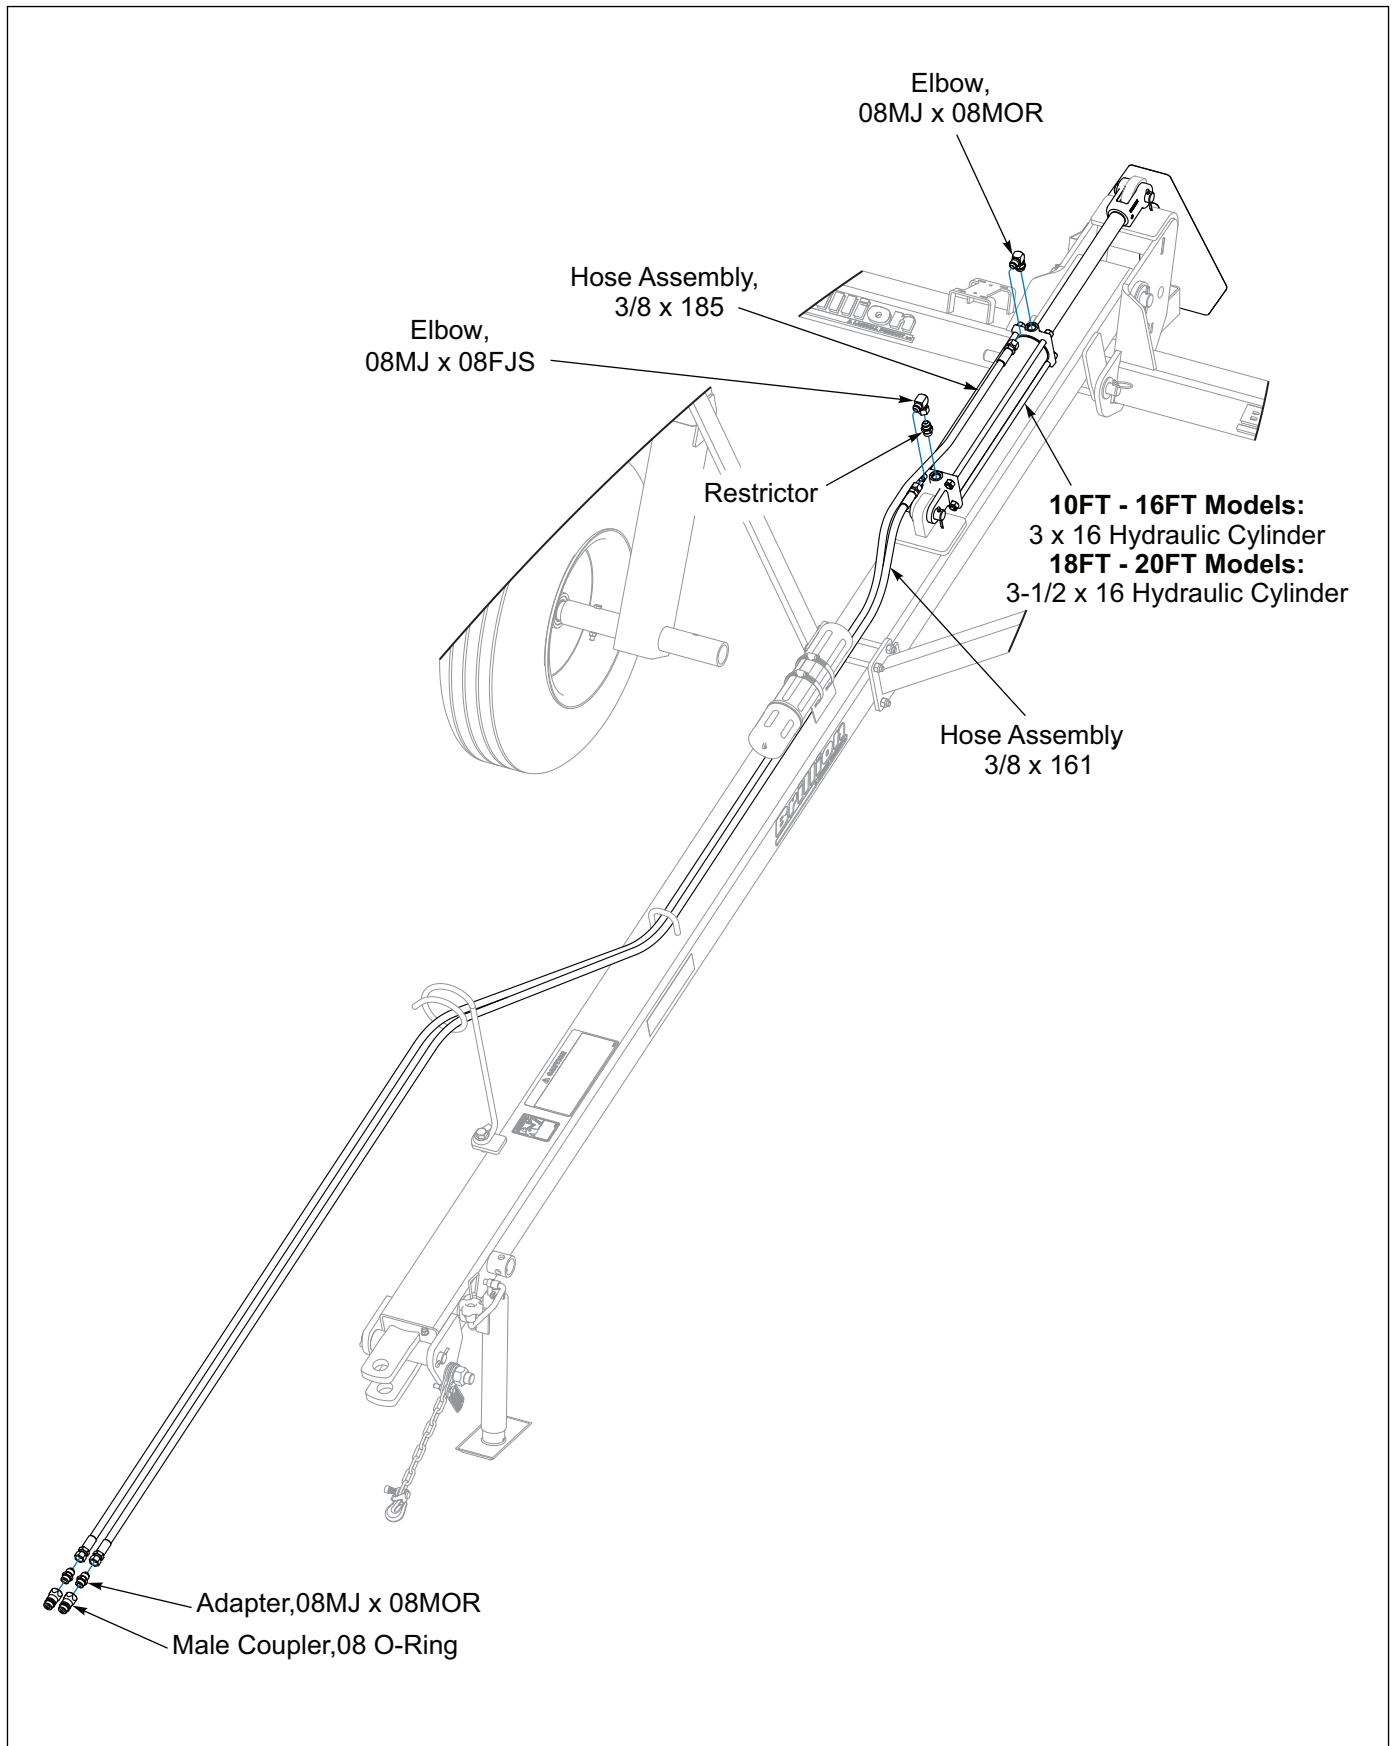 Elbow,
08MJ x 08MOR
Hose Assembly,
3/8 x 185
Elbow,
08MJ x 08FJS
Restrictor
10FT - 16FT Models:
3 x 16 Hydraulic Cylinder
18FT - 20FT Models:
3-1/2 x 16 Hydraulic Cylinder
Hose Assembly
3/8 x 161
Brillion
CAUTION
Adapter,08MJ x 08MOR
Male Coupler,08 O-Ring